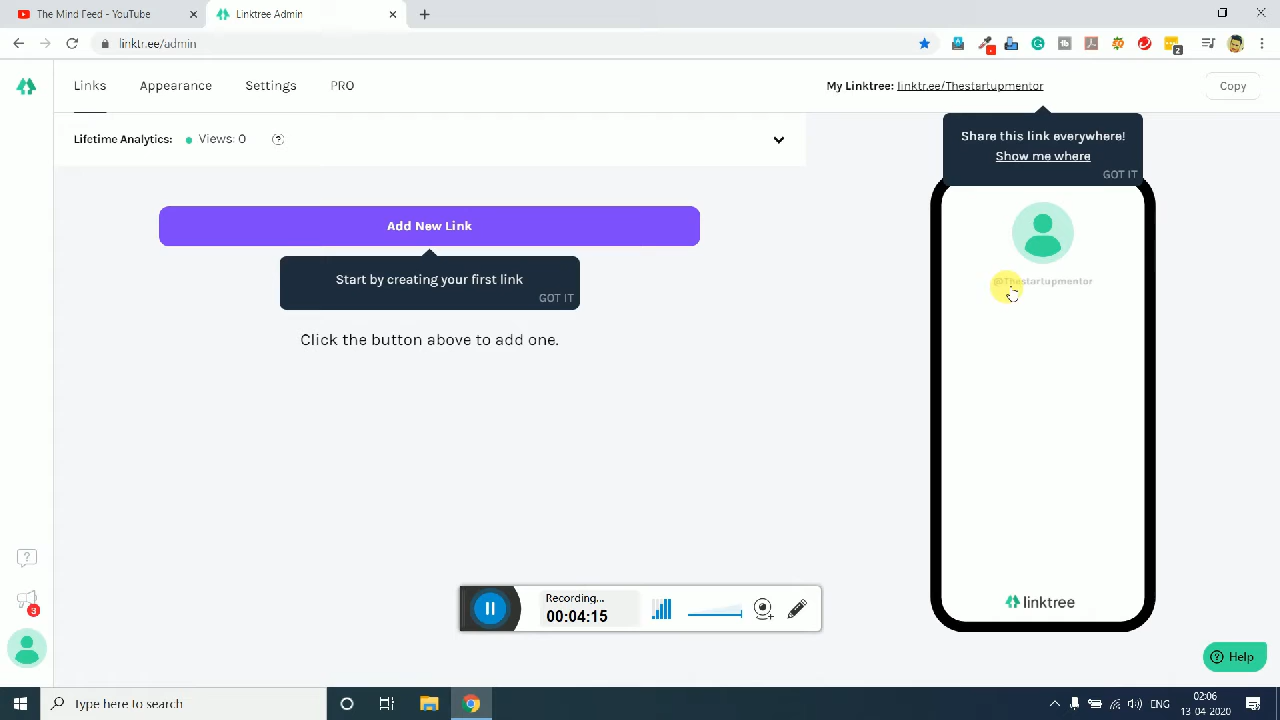 The Mind Feed - YouTube
Linktree Admin
linktr.ee/admin
2
Links
Appearance
Settings
PRO
My Linktree: linktr.ee/Thestartupmentor
Copy
Lifetime Analytics:
Views: 0
?
Share this link everywhere!
Show me where
GOT IT
Add New Link
Start by creating your first link
GOT IT
Click the button above to add one.
@Thestartupmentor
linktree
Recording...
00:04:15
?
3
? Help
Type here to search
ENG
02:06
13-04-2020